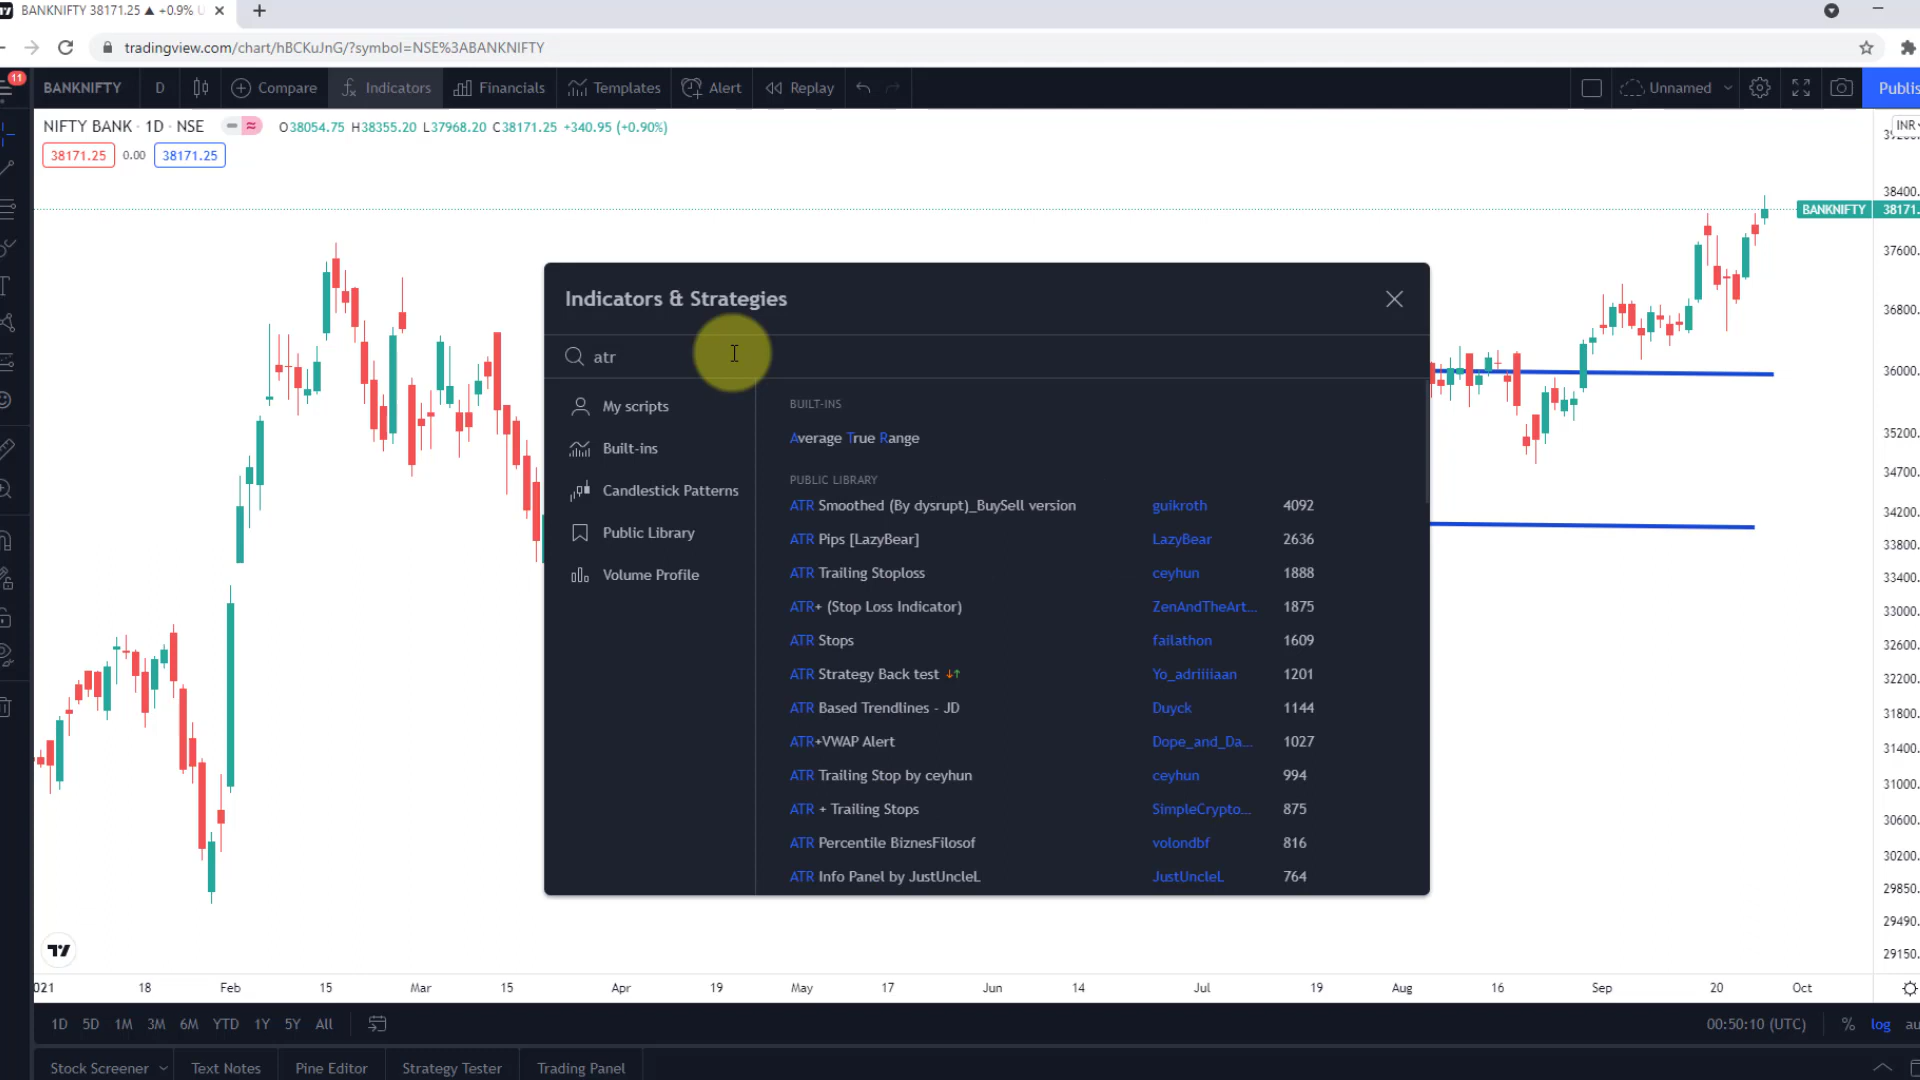 BANKNIFTY 38171.25 ▲ +0.9% U
tradingview.com/chart/hBCKuJnG/?symbol=NSE%3ABANKNIFTY
11
BANKNIFTY D Compare Indicators Financials Templates Alert Replay Unnamed Publis
NIFTY BANK · 1D · NSE O38054.75 H38355.20 L37968.20 C38171.25 +340.95 (+0.90%)
INR
38171.25 0.00 38171.25
38400.
BANKNIFTY 38171.
37600.
36800.
36000.
35200.
34700.
34200.
33800.
33400.
33000.
32600.
32200.
31800.
31400.
31000.
30600.
30200.
29850.
29490.
29150.
Indicators & Strategies
atr
My scripts
Built-ins
Candlestick Patterns
Public Library
Volume Profile
BUILT-INS
Average True Range
PUBLIC LIBRARY
ATR Smoothed (By dysrupt)_BuySell version guikroth 4092
ATR Pips [LazyBear] LazyBear 2636
ATR Trailing Stoploss ceyhun 1888
ATR+ (Stop Loss Indicator) ZenAndTheArt... 1875
ATR Stops failathon 1609
ATR Strategy Back test Yo_adriiiiaan 1201
ATR Based Trendlines - JD Duyck 1144
ATR+VWAP Alert Dope_and_Da... 1027
ATR Trailing Stop by ceyhun ceyhun 994
ATR + Trailing Stops SimpleCrypto... 875
ATR Percentile BiznesFilosof volondbf 816
ATR Info Panel by JustUncleL JustUncleL 764
021 18 Feb 15 Mar 15 Apr 19 May 17 Jun 14 Jul 19 Aug 16 Sep 20 Oct
1D 5D 1M 3M 6M YTD 1Y 5Y All 00:50:10 (UTC) % log au
Stock Screener Text Notes Pine Editor Strategy Tester Trading Panel